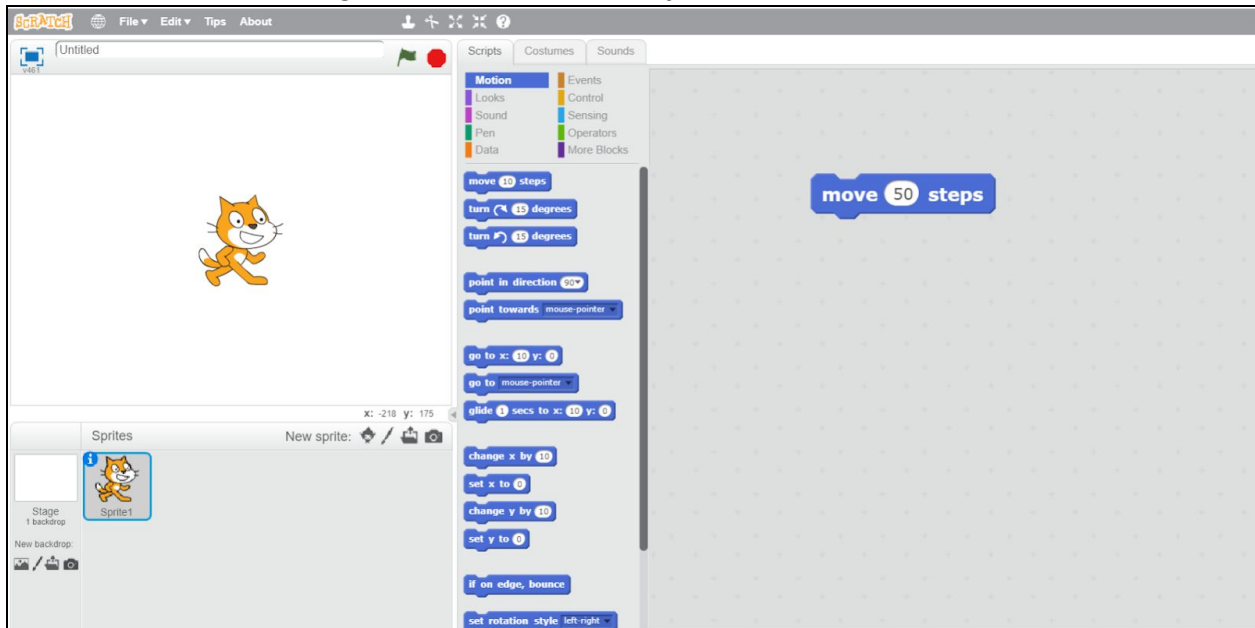 SCRATCH File Edit Tips About
Untitled
v461
x: -218 y: 175
Sprites New sprite:
Stage
1 backdrop
Sprite1
New backdrop:
Scripts Costumes Sounds
Motion Events
Looks Control
Sound Sensing
Pen Operators
Data More Blocks
move 10 steps
turn 15 degrees
turn 15 degrees
point in direction 90
point towards mouse-pointer
go to x: 10 y: 0
go to mouse-pointer
glide 1 secs to x: 10 y: 0
change x by 10
set x to 0
change y by 10
set y to 0
if on edge, bounce
set rotation style left-right
move 50 steps